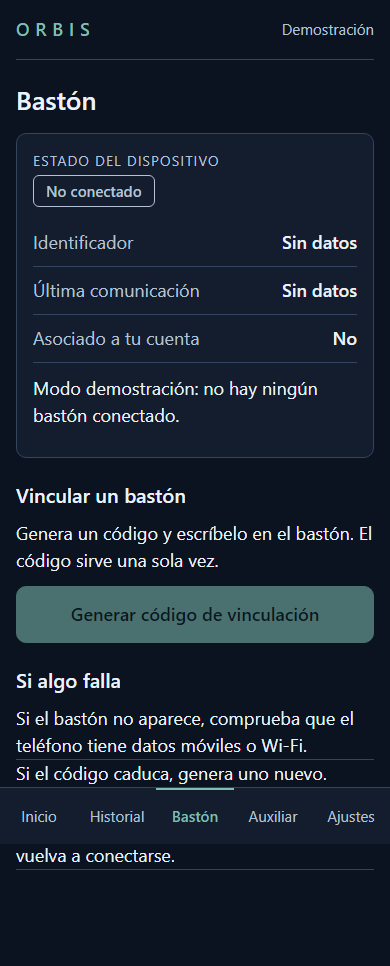 ORBIS
Demostración
Bastón
ESTADO DEL DISPOSITIVO
No conectado
Identificador Sin datos
Última comunicación Sin datos
Asociado a tu cuenta No
Modo demostración: no hay ningún
bastón conectado.
Vincular un bastón
Genera un código y escríbelo en el bastón. El
código sirve una sola vez.
Generar código de vinculación
Si algo falla
Si el bastón no aparece, comprueba que el
teléfono tiene datos móviles o Wi-Fi.
Si el código caduca, genera uno nuevo.
Inicio Historial Bastón Auxiliar Ajustes
vuelva a conectarse.